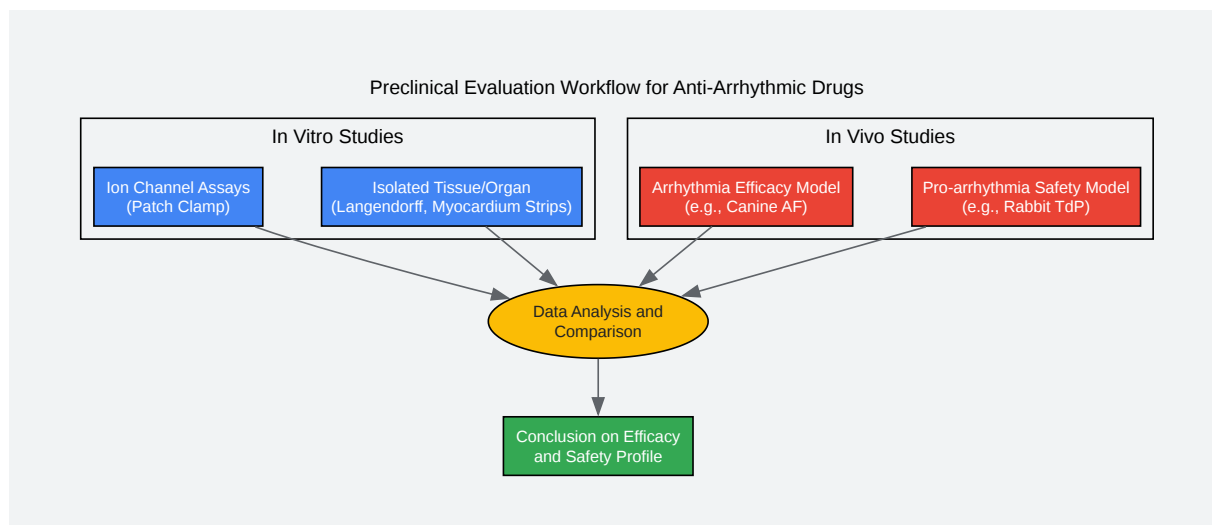 Preclinical Evaluation Workflow for Anti-Arrhythmic Drugs
In Vitro Studies
Ion Channel Assays
(Patch Clamp)
Isolated Tissue/Organ
(Langendorff, Myocardium Strips)
In Vivo Studies
Arrhythmia Efficacy Model
(e.g., Canine AF)
Pro-arrhythmia Safety Model
(e.g., Rabbit TdP)
Data Analysis and
Comparison
Conclusion on Efficacy
and Safety Profile